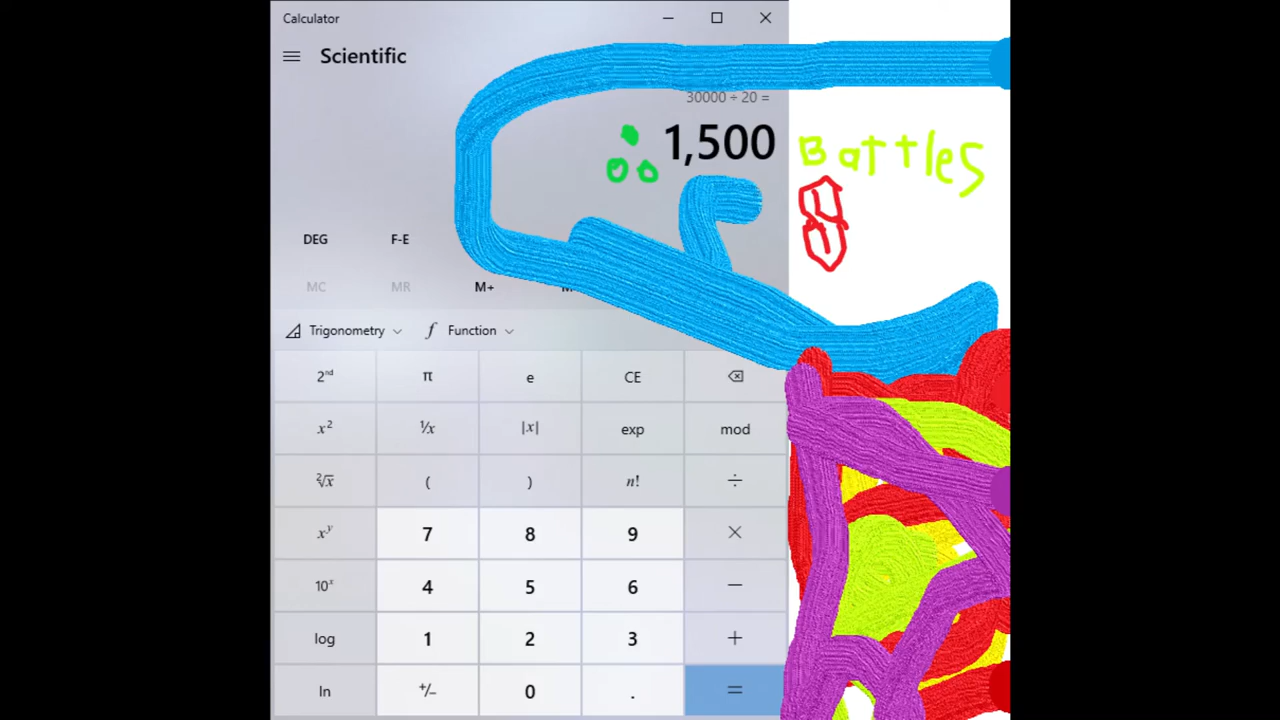 Calculator
Scientific
30000 ÷ 20 =
∴ 1,500 Battles
DEG F-E
MC MR M+
Trigonometry Function
2nd π e CE
x² ¹/x |x| exp mod
²√x ( ) n! ÷
xʸ 7 8 9 ×
10ˣ 4 5 6 −
log 1 2 3 +
ln +/− 0 . =